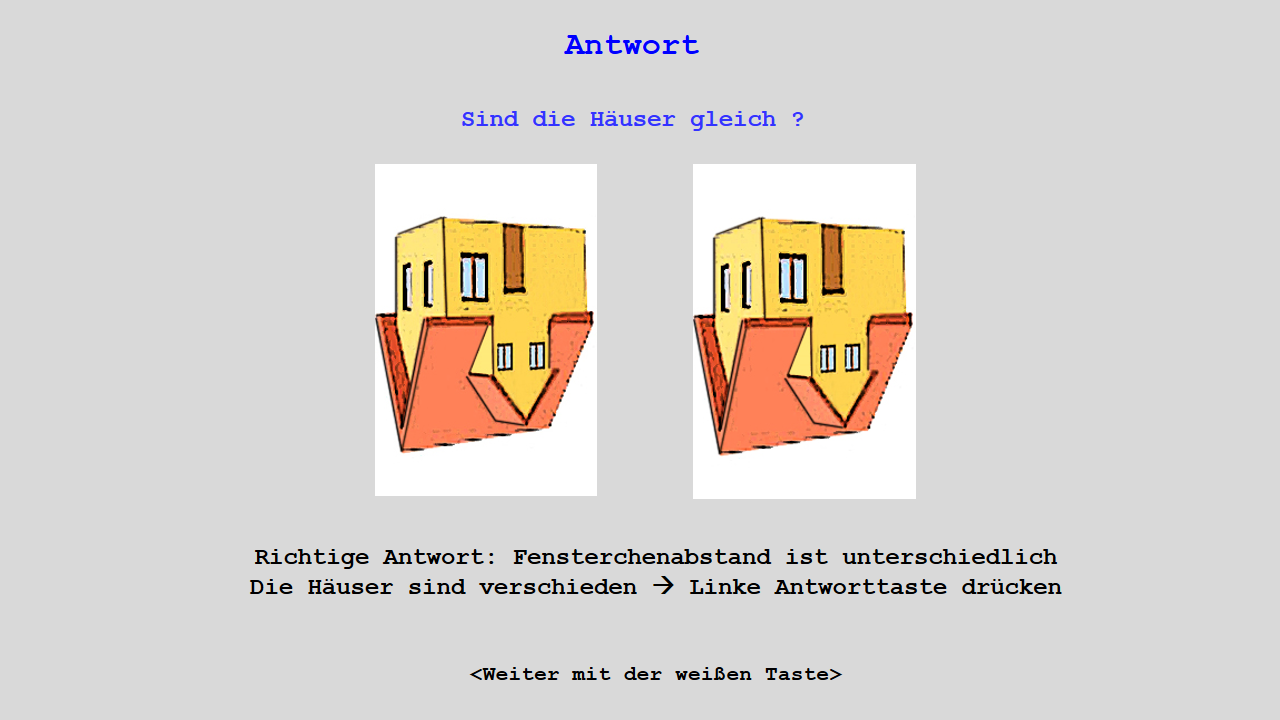 Antwort
Sind die Häuser gleich ?
Richtige Antwort: Fensterchenabstand ist unterschiedlich
Die Häuser sind verschieden → Linke Antworttaste drücken
<Weiter mit der weißen Taste>